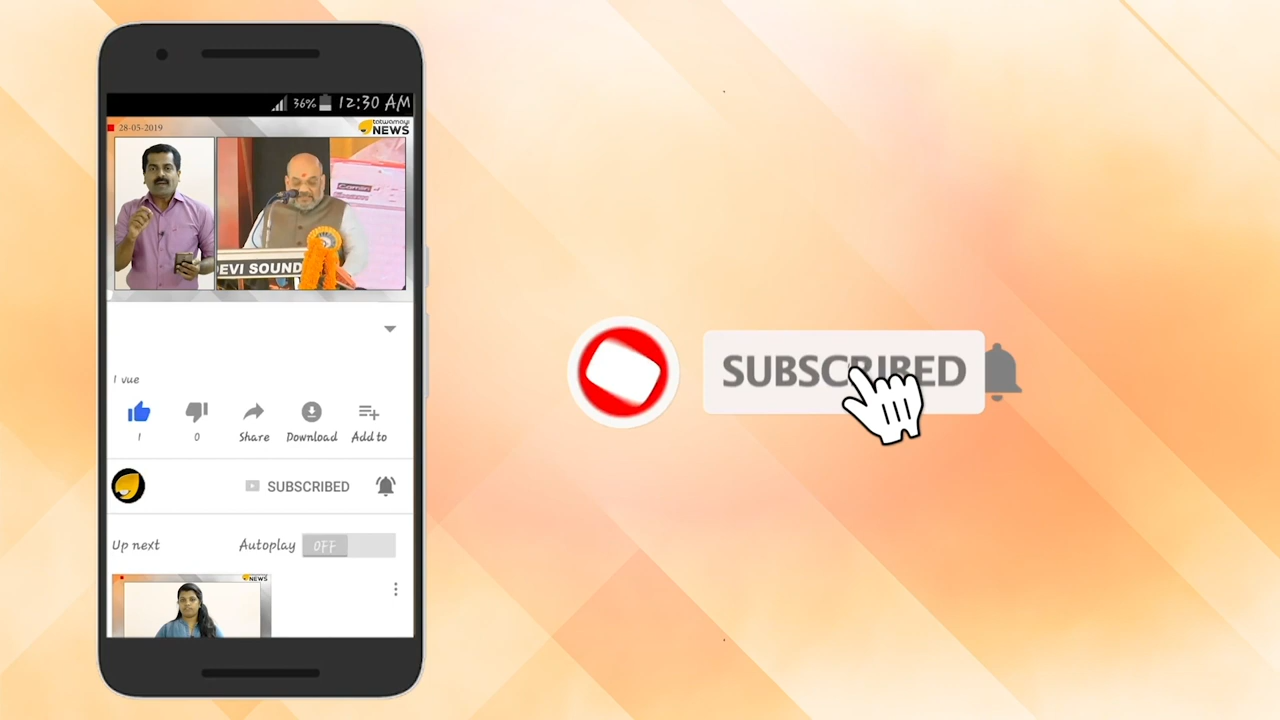 36% 12:30 AM
28-05-2019
tatwamayi
NEWS
DEVI SOUND
1 vue
1
0
Share
Download
Add to
SUBSCRIBED
Up next
Autoplay
OFF
NEWS
SUBSCRIBED